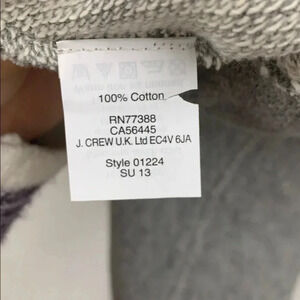 100% Cotton
RN77388
CA56445
J. CREW U.K. Ltd EC4V 6JA
Style 01224
SU 13